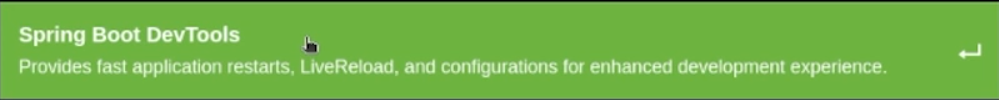 Spring Boot DevTools
Provides fast application restarts, LiveReload, and configurations for enhanced development experience.